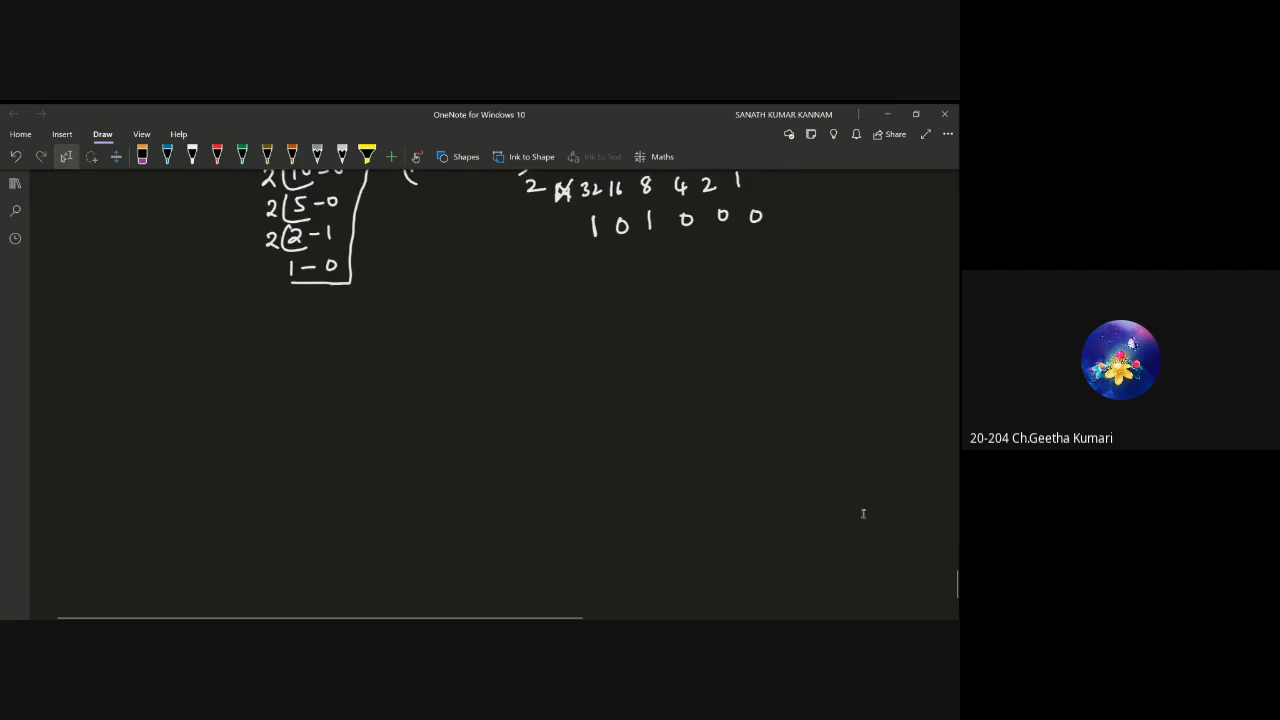 OneNote for Windows 10
SANATH KUMAR KANNAM
Home Insert Draw View Help
Share
Shapes Ink to Shape Ink to Text Maths
2 5 - 0
2 2 - 1
1 - 0
2 32 16 8 4 2 1
1 0 1 0 0 0
20-204 Ch.Geetha Kumari